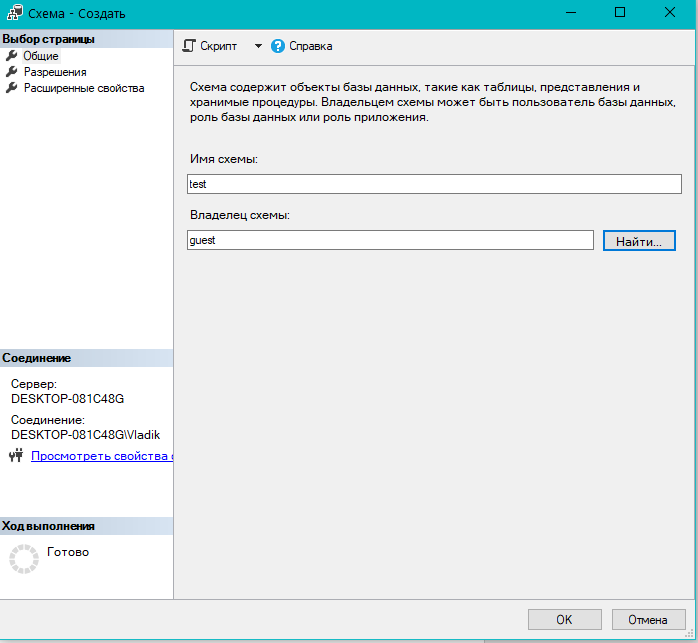 Схема - Создать
Выбор страницы
Общие
Разрешения
Расширенные свойства
Скрипт
Справка
Схема содержит объекты базы данных, такие как таблицы, представления и
хранимые процедуры. Владельцем схемы может быть пользователь базы данных,
роль базы данных или роль приложения.
Имя схемы:
test
Владелец схемы:
guest
Найти...
Соединение
Сервер:
DESKTOP-081C48G
Соединение:
DESKTOP-081C48G\Vladik
Просмотреть свойства с
Ход выполнения
Готово
OK
Отмена